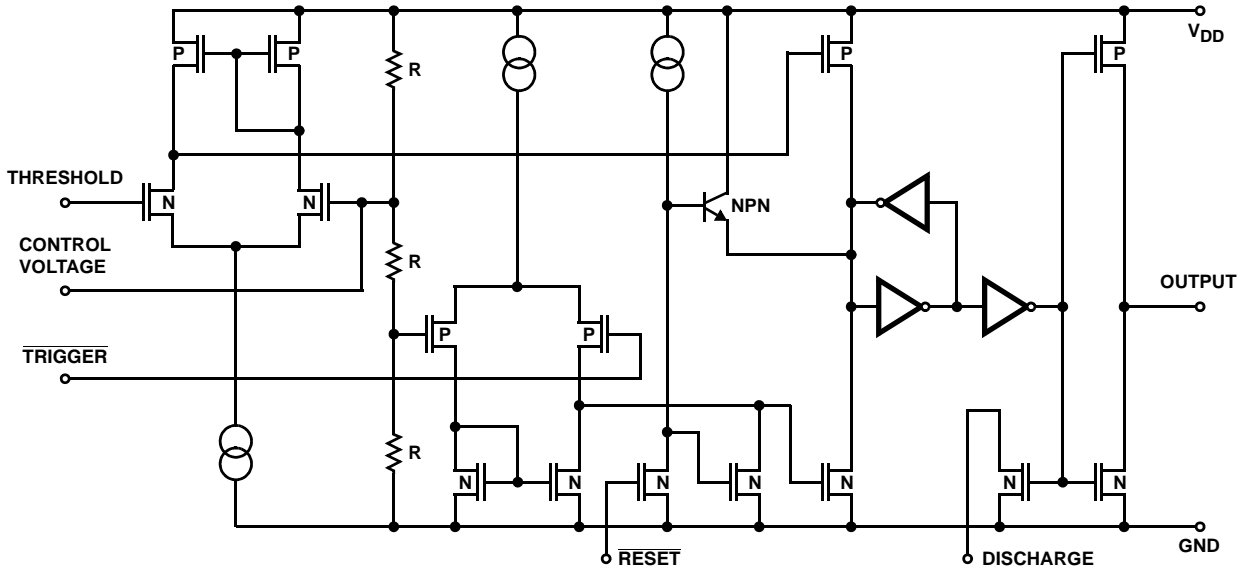 V_DD
P
P
R
P
P
THRESHOLD
N
N
NPN
CONTROL
VOLTAGE
R
OUTPUT
P
P
TRIGGER
R
N
N
N
N
N
N
N
GND
RESET
DISCHARGE